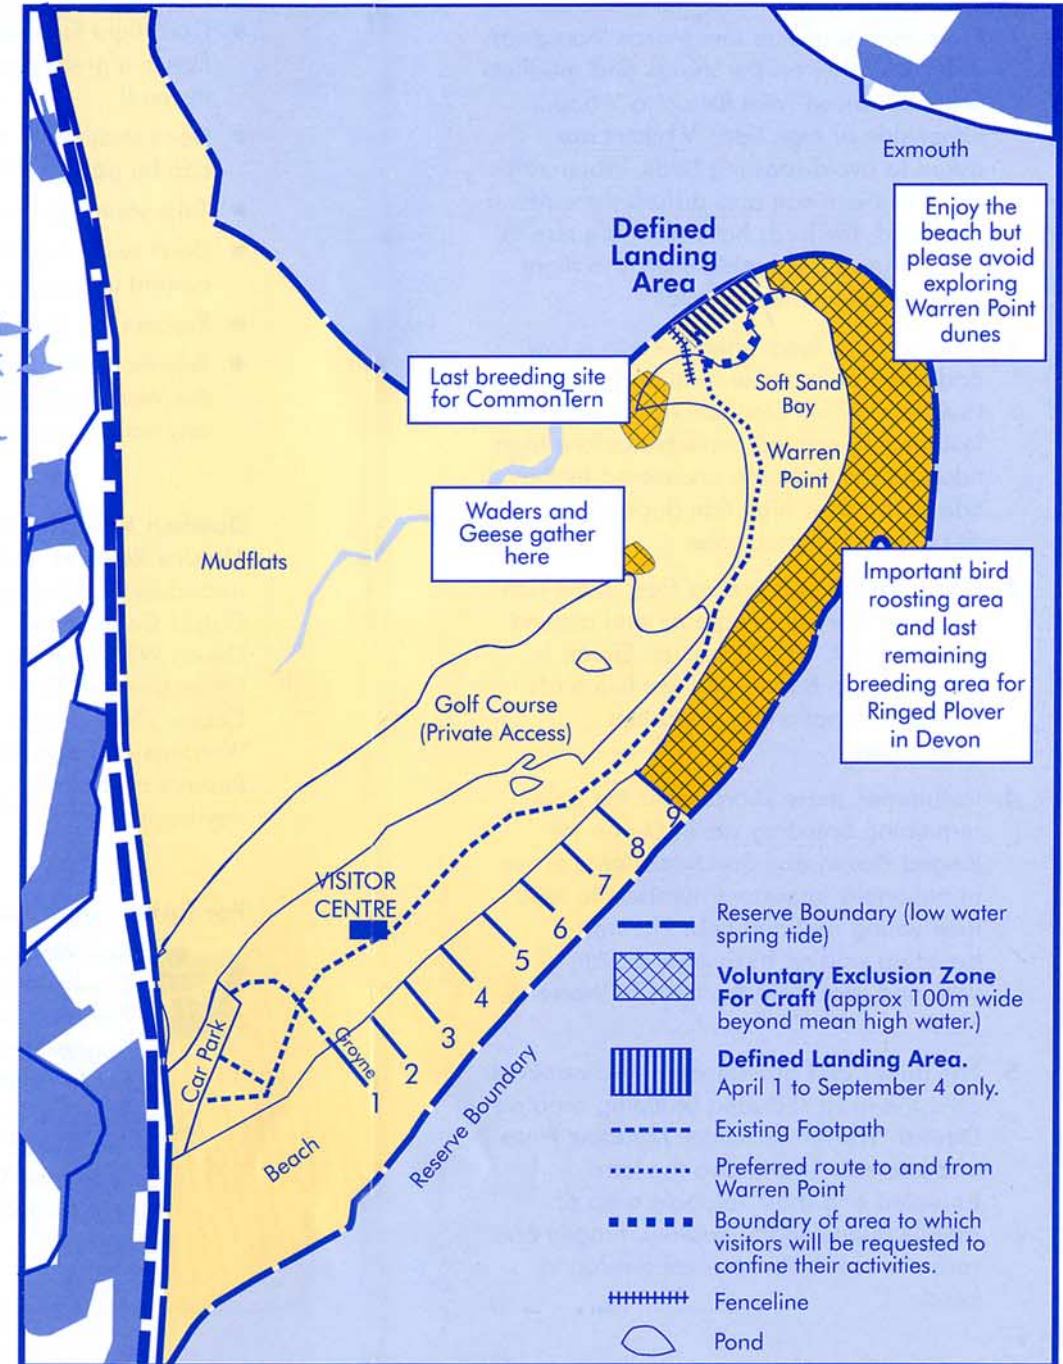 Exmouth
Enjoy the
beach but
please avoid
exploring
Warren Point
dunes
Defined
Landing
Area
Last breeding site
for CommonTern
Soft Sand
Bay
Warren
Point
Waders and
Geese gather
here
Mudflats
Important bird
roosting area
and last
remaining
breeding area for
Ringed Plover
in Devon
Golf Course
(Private Access)
VISITOR
CENTRE
Car Park
Groyne
1
2
3
4
5
6
7
8
9
Beach
Reserve Boundary
Reserve Boundary (low water
spring tide)
Voluntary Exclusion Zone
For Craft (approx 100m wide
beyond mean high water.)
Defined Landing Area.
April 1 to September 4 only.
Existing Footpath
Preferred route to and from
Warren Point
Boundary of area to which
visitors will be requested to
confine their activities.
Fenceline
Pond